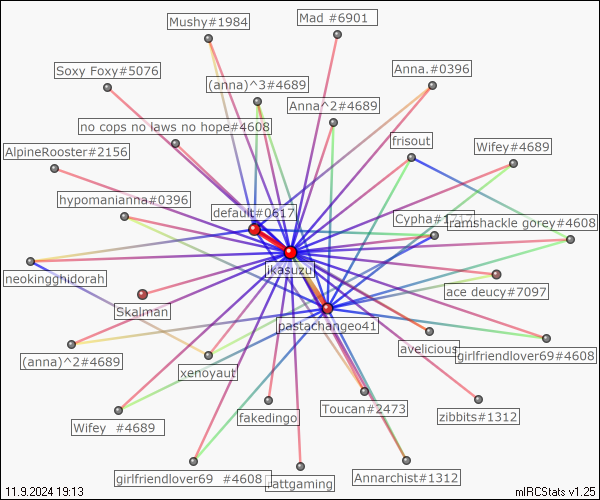 Mushy#1984
Mad #6901
Soxy Foxy#5076
Anna.#0396
(anna)^3#4689
Anna^2#4689
no cops no laws no hope#4608
frisout
AlpineRooster#2156
Wifey#4689
hypomanianna#0396
default#0617
Cypha#1
ramshackle gorey#4608
ikasuzu
neokingghidorah
ace deucy#7097
Skalman
pastachangeo41
avelicious
girlfriendlover69#4608
(anna)^2#4689
xenoyaut
Toucan#2473
zibbits#1312
Wifey #4689
fakedingo
girlfriendlover69 #4608
rattgaming
Annarchist#1312
11.9.2024 19:13
mIRCStats v1.25